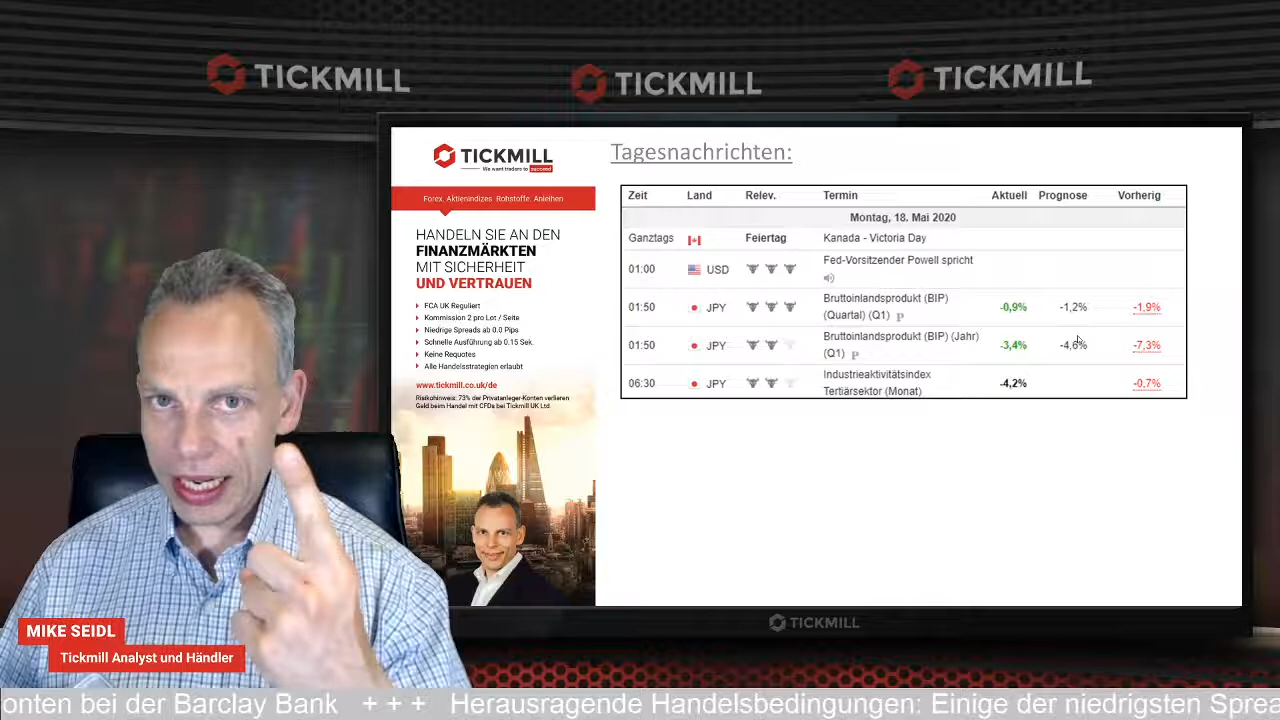 TICKMILL
TICKMILL
TICKMILL
TICKMILL
We want traders to succeed
Forex, Aktienindizes, Rohstoffe, Anleihen
HANDELN SIE AN DEN
FINANZMÄRKTEN
MIT SICHERHEIT
UND VERTRAUEN
FCA UK Reguliert
Kommission 2 pro Lot / Seite
Niedrige Spreads ab 0.0 Pips
Schnelle Ausführung ab 0.15 Sek.
Keine Requotes
Alle Handelsstrategien erlaubt
www.tickmill.co.uk/de
Risikohinweis: 73% der Privatanleger-Konten verlieren
Geld beim Handel mit CFDs bei Tickmill UK Ltd.
Tagesnachrichten:
Zeit Land Relev. Termin Aktuell Prognose Vorherig
Montag, 18. Mai 2020
Ganztags Feiertag Kanada - Victoria Day
01:00 USD Fed-Vorsitzender Powell spricht
01:50 JPY Bruttoinlandsprodukt (BIP)
(Quartal) (Q1) P -0,9% -1,2% -1,9%
01:50 JPY Bruttoinlandsprodukt (BIP) (Jahr)
(Q1) P -3,4% -4,6% -7,3%
06:30 JPY Industrieaktivitätsindex
Tertiärsektor (Monat) -4,2% -0,7%
TICKMILL
MIKE SEIDL
Tickmill Analyst und Händler
onten bei der Barclay Bank +++ Herausragende Handelsbedingungen: Einige der niedrigsten Sprea